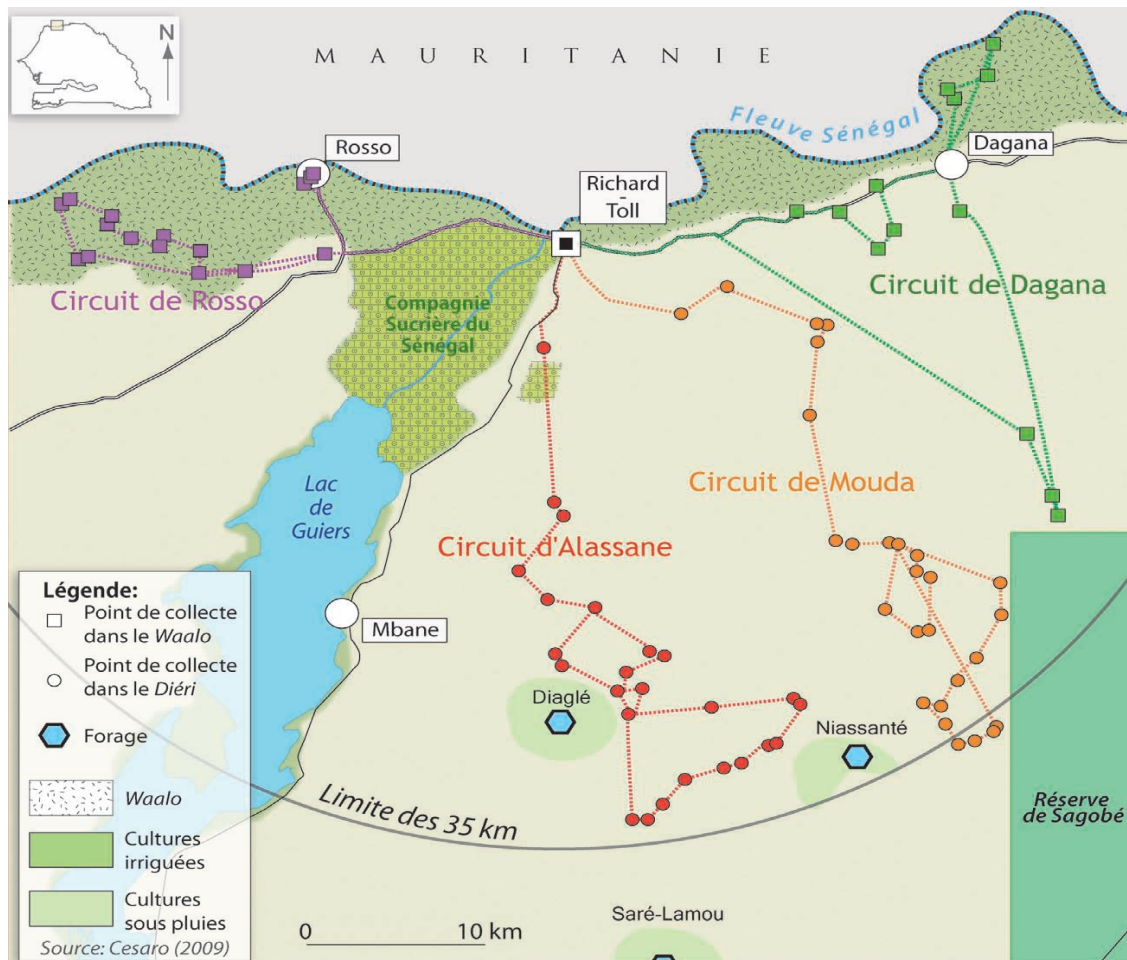 N
MAURITANIE
Fleuve Sénégal
Rosso
Dagana
Richard
-
Toll
Circuit de Rosso
Circuit de Dagana
Compagnie
Sucrière du
Sénégal
Circuit de Mouda
Lac
de
Guiers
Circuit d'Alassane
Mbane
Diaglé
Niassanté
Limite des 35 km
Réserve
de Sagobé
Saré-Lamou
0 10 km
Légende:
Point de collecte
dans le Waalo
Point de collecte
dans le Diéri
Forage
Waalo
Cultures
irriguées
Cultures
sous pluies
Source: Cesaro (2009)